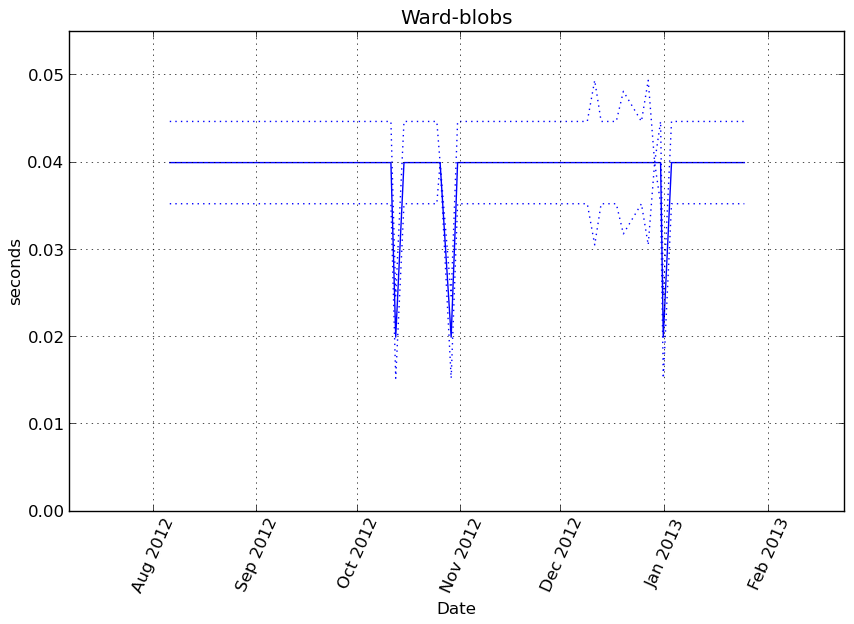 Ward-blobs
0.05
0.04
0.03
0.02
0.01
0.00
seconds
Aug 2012
Sep 2012
Oct 2012
Nov 2012
Dec 2012
Jan 2013
Feb 2013
Date